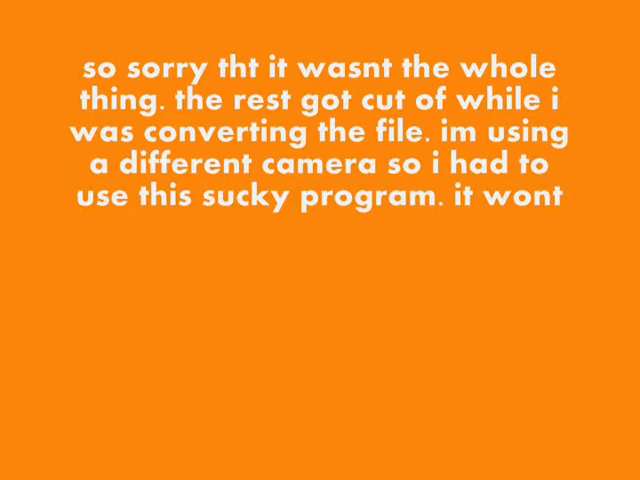 so sorry tht it wasnt the whole
thing. the rest got cut of while i
was converting the file. im using
a different camera so i had to
use this sucky program. it wont